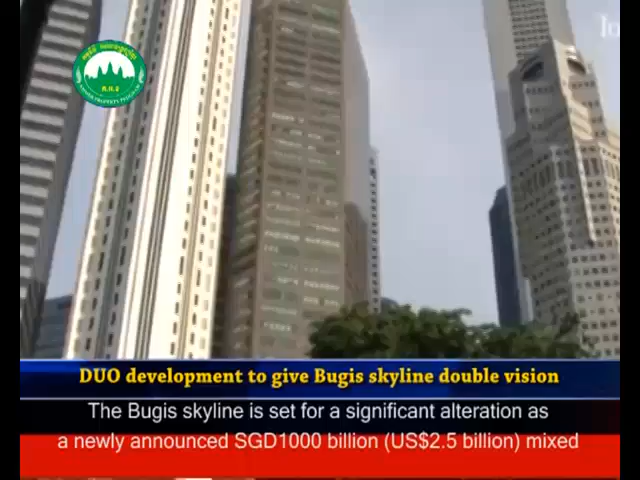 DUO development to give Bugis skyline double vision
The Bugis skyline is set for a significant alteration as
a newly announced SGD1000 billion (US$2.5 billion) mixed